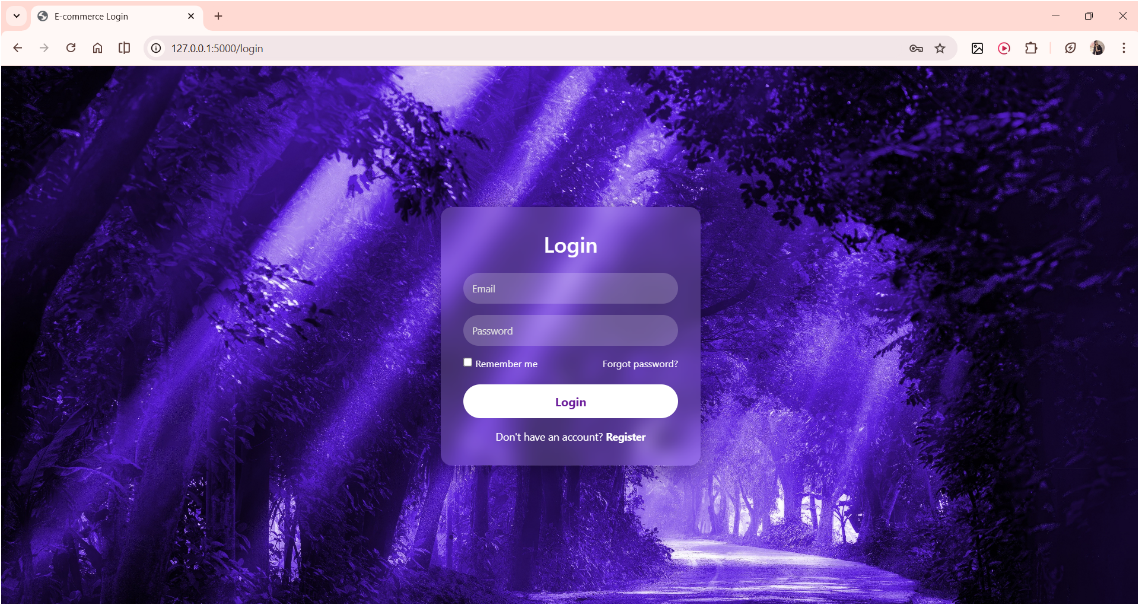 E-commerce Login
127.0.0.1:5000/login
Login
Email
Password
Remember me Forgot password?
Login
Don't have an account? Register